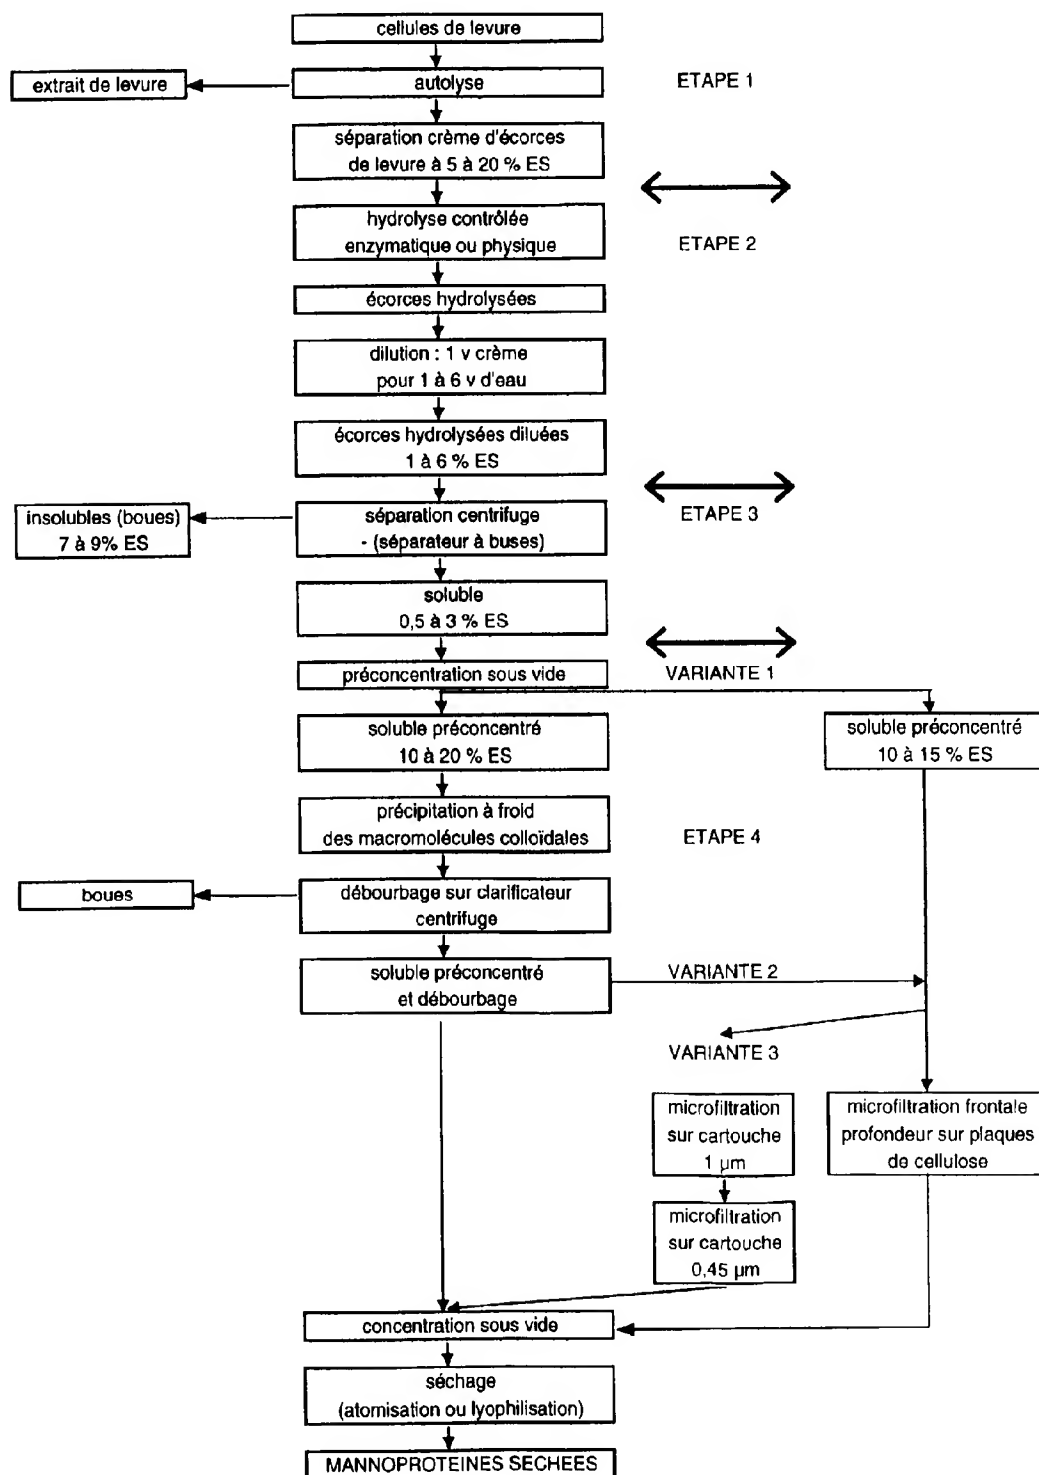 cellules de levure
extrait de levure
autolyse
ETAPE 1
séparation crème d'écorces
de levure à 5 à 20 % ES
hydrolyse contrôlée
enzymatique ou physique
ETAPE 2
écorces hydrolysées
dilution : 1 v crème
pour 1 à 6 v d'eau
écorces hydrolysées diluées
1 à 6 % ES
insolubles (boues)
7 à 9% ES
séparation centrifuge
- (séparateur à buses)
ETAPE 3
soluble
0,5 à 3 % ES
préconcentration sous vide
VARIANTE 1
soluble préconcentré
10 à 20 % ES
soluble préconcentré
10 à 15 % ES
précipitation à froid
des macromolécules colloïdales
ETAPE 4
boues
débourbage sur clarificateur
centrifuge
soluble préconcentré
et débourbage
VARIANTE 2
VARIANTE 3
microfiltration
sur cartouche
1 µm
microfiltration frontale
profondeur sur plaques
de cellulose
microfiltration
sur cartouche
0,45 µm
concentration sous vide
séchage
(atomisation ou lyophilisation)
MANNOPROTEINES SECHEES